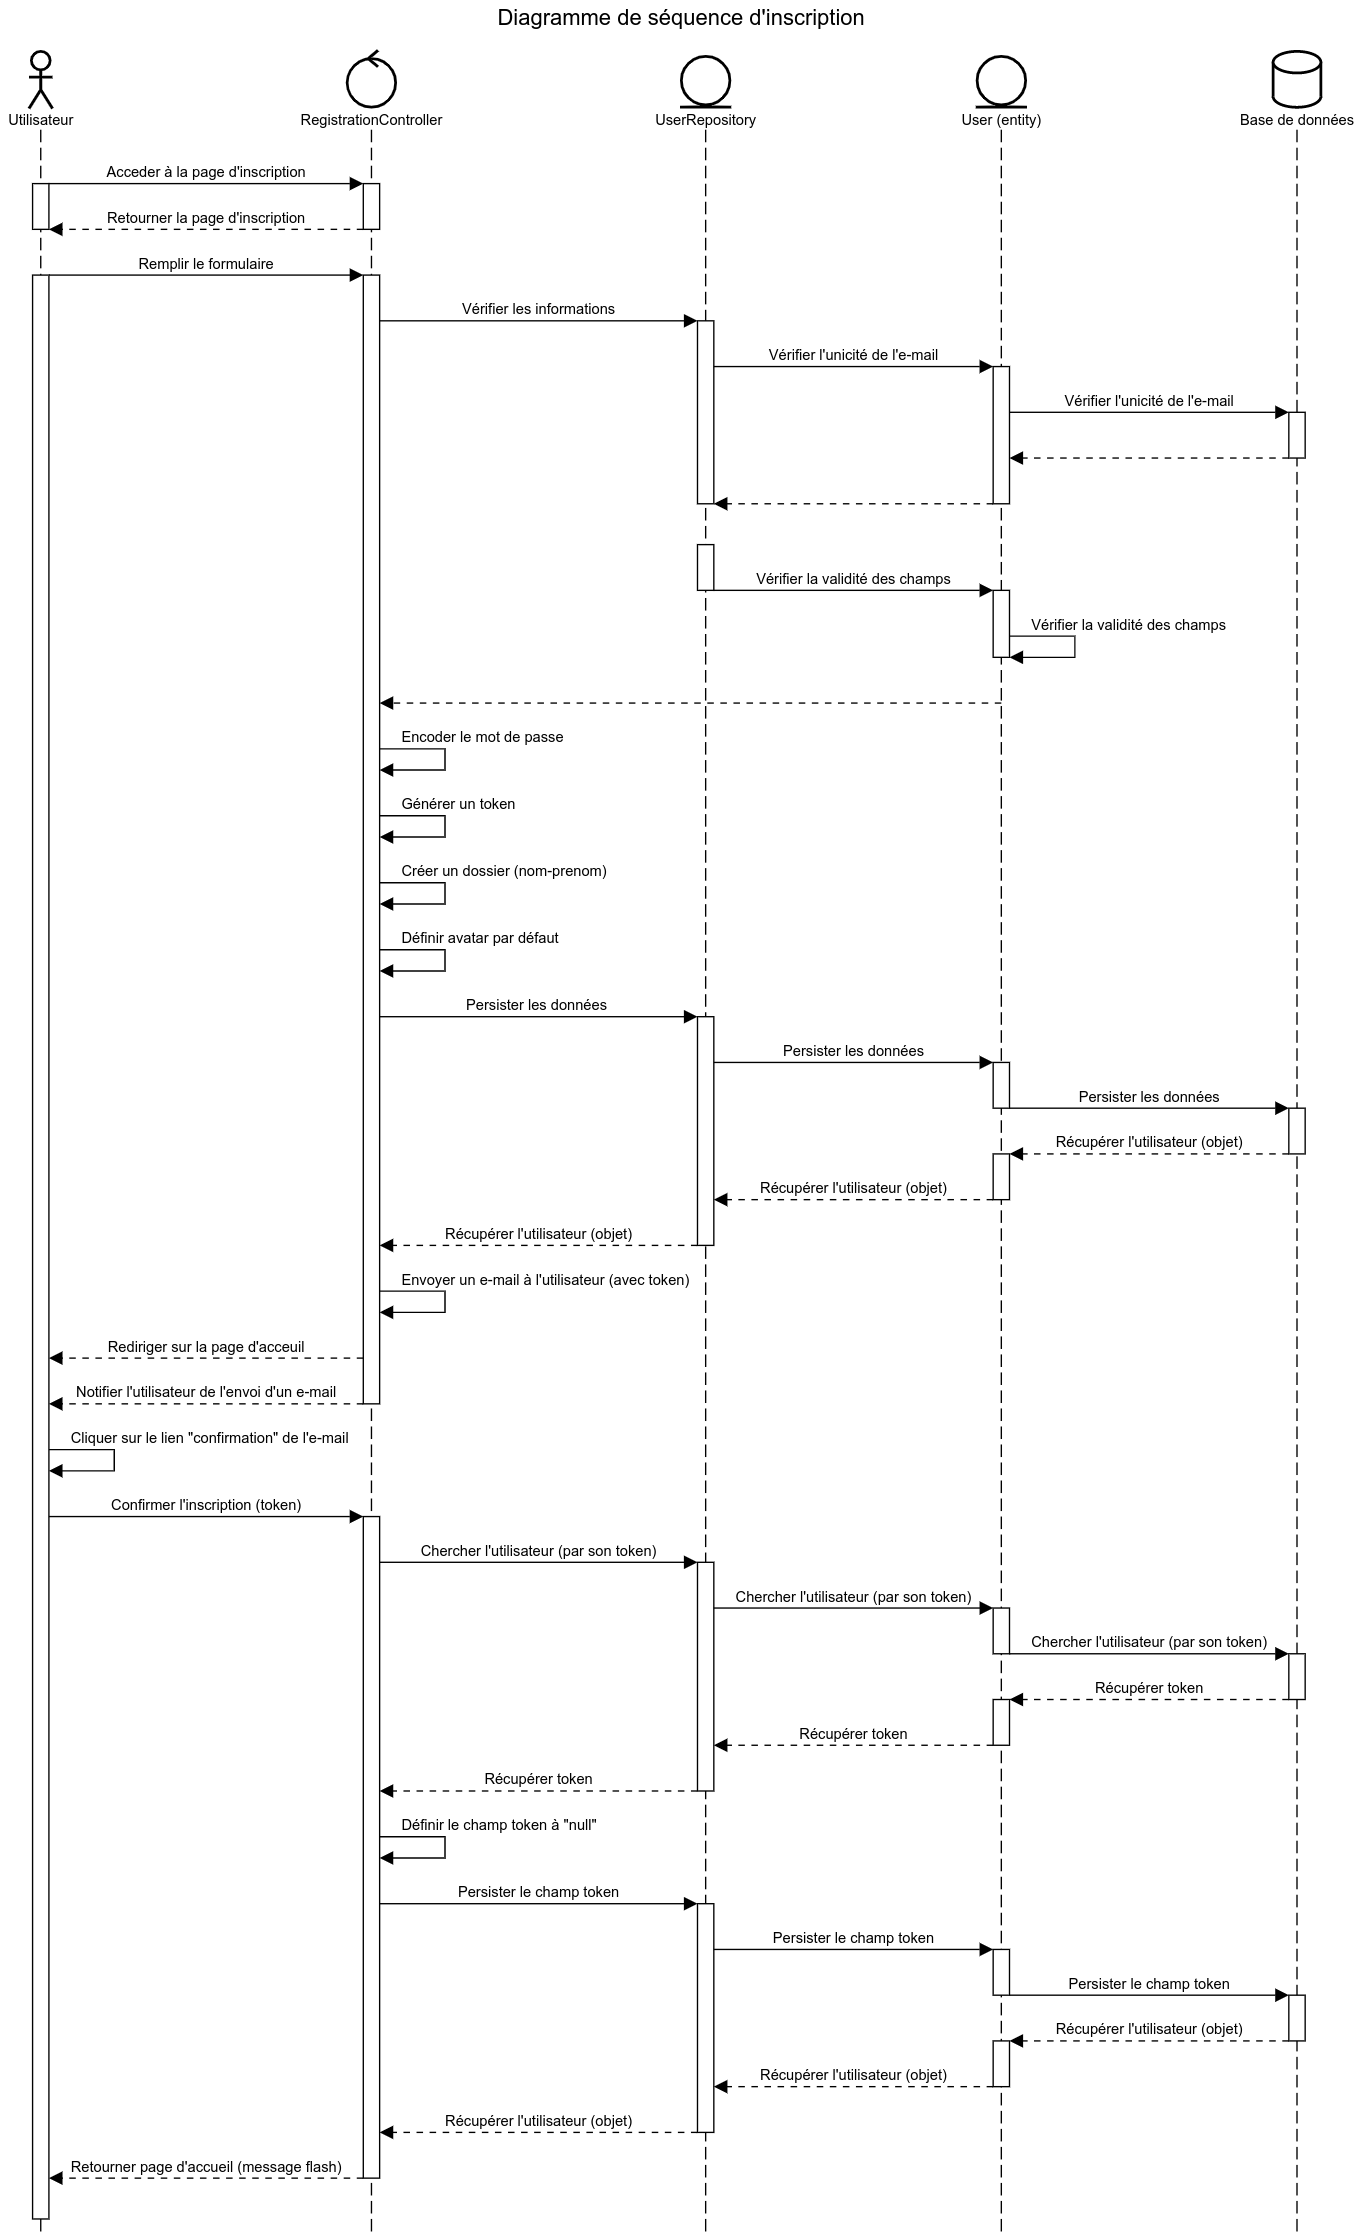 Diagramme de séquence d'inscription
Utilisateur
RegistrationController
UserRepository
User (entity)
Base de données
Acceder à la page d'inscription
Retourner la page d'inscription
Remplir le formulaire
Vérifier les informations
Vérifier l'unicité de l'e-mail
Vérifier l'unicité de l'e-mail
Vérifier la validité des champs
Vérifier la validité des champs
Encoder le mot de passe
Générer un token
Créer un dossier (nom-prenom)
Définir avatar par défaut
Persister les données
Persister les données
Persister les données
Récupérer l'utilisateur (objet)
Récupérer l'utilisateur (objet)
Récupérer l'utilisateur (objet)
Envoyer un e-mail à l'utilisateur (avec token)
Rediriger sur la page d'acceuil
Notifier l'utilisateur de l'envoi d'un e-mail
Cliquer sur le lien "confirmation" de l'e-mail
Confirmer l'inscription (token)
Chercher l'utilisateur (par son token)
Chercher l'utilisateur (par son token)
Chercher l'utilisateur (par son token)
Récupérer token
Récupérer token
Récupérer token
Définir le champ token à "null"
Persister le champ token
Persister le champ token
Persister le champ token
Récupérer l'utilisateur (objet)
Récupérer l'utilisateur (objet)
Récupérer l'utilisateur (objet)
Retourner page d'accueil (message flash)